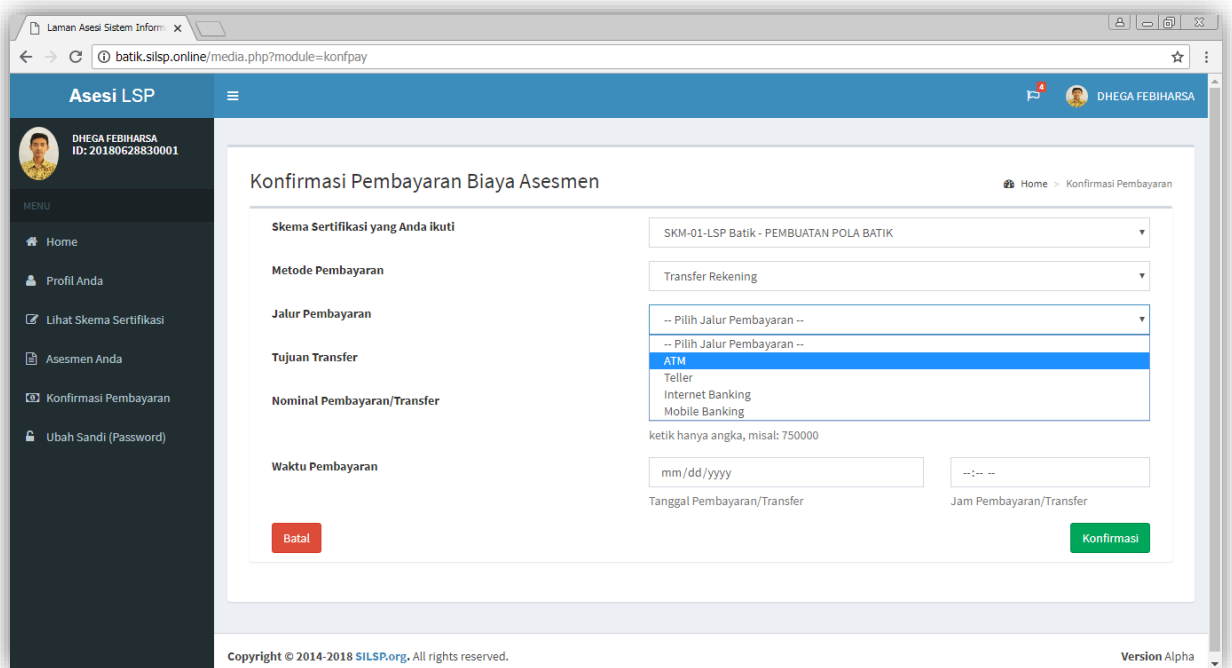 Laman Asesi Sistem Inform
batik.silsp.online/media.php?module=konfpay
Asesi LSP
4
DHEGA FEBIHARSA
DHEGA FEBIHARSA
ID: 20180628830001
MENU
Home
Profil Anda
Lihat Skema Sertifikasi
Asesmen Anda
Konfirmasi Pembayaran
Ubah Sandi (Password)
Konfirmasi Pembayaran Biaya Asesmen
Home > Konfirmasi Pembayaran
Skema Sertifikasi yang Anda ikuti
SKM-01-LSP Batik - PEMBUATAN POLA BATIK
Metode Pembayaran
Transfer Rekening
Jalur Pembayaran
-- Pilih Jalur Pembayaran --
-- Pilih Jalur Pembayaran --
ATM
Teller
Internet Banking
Mobile Banking
Tujuan Transfer
Nominal Pembayaran/Transfer
ketik hanya angka, misal: 750000
Waktu Pembayaran
mm/dd/yyyy
--:-- --
Tanggal Pembayaran/Transfer
Jam Pembayaran/Transfer
Batal
Konfirmasi
Copyright © 2014-2018 SILSP.org. All rights reserved.
Version Alpha